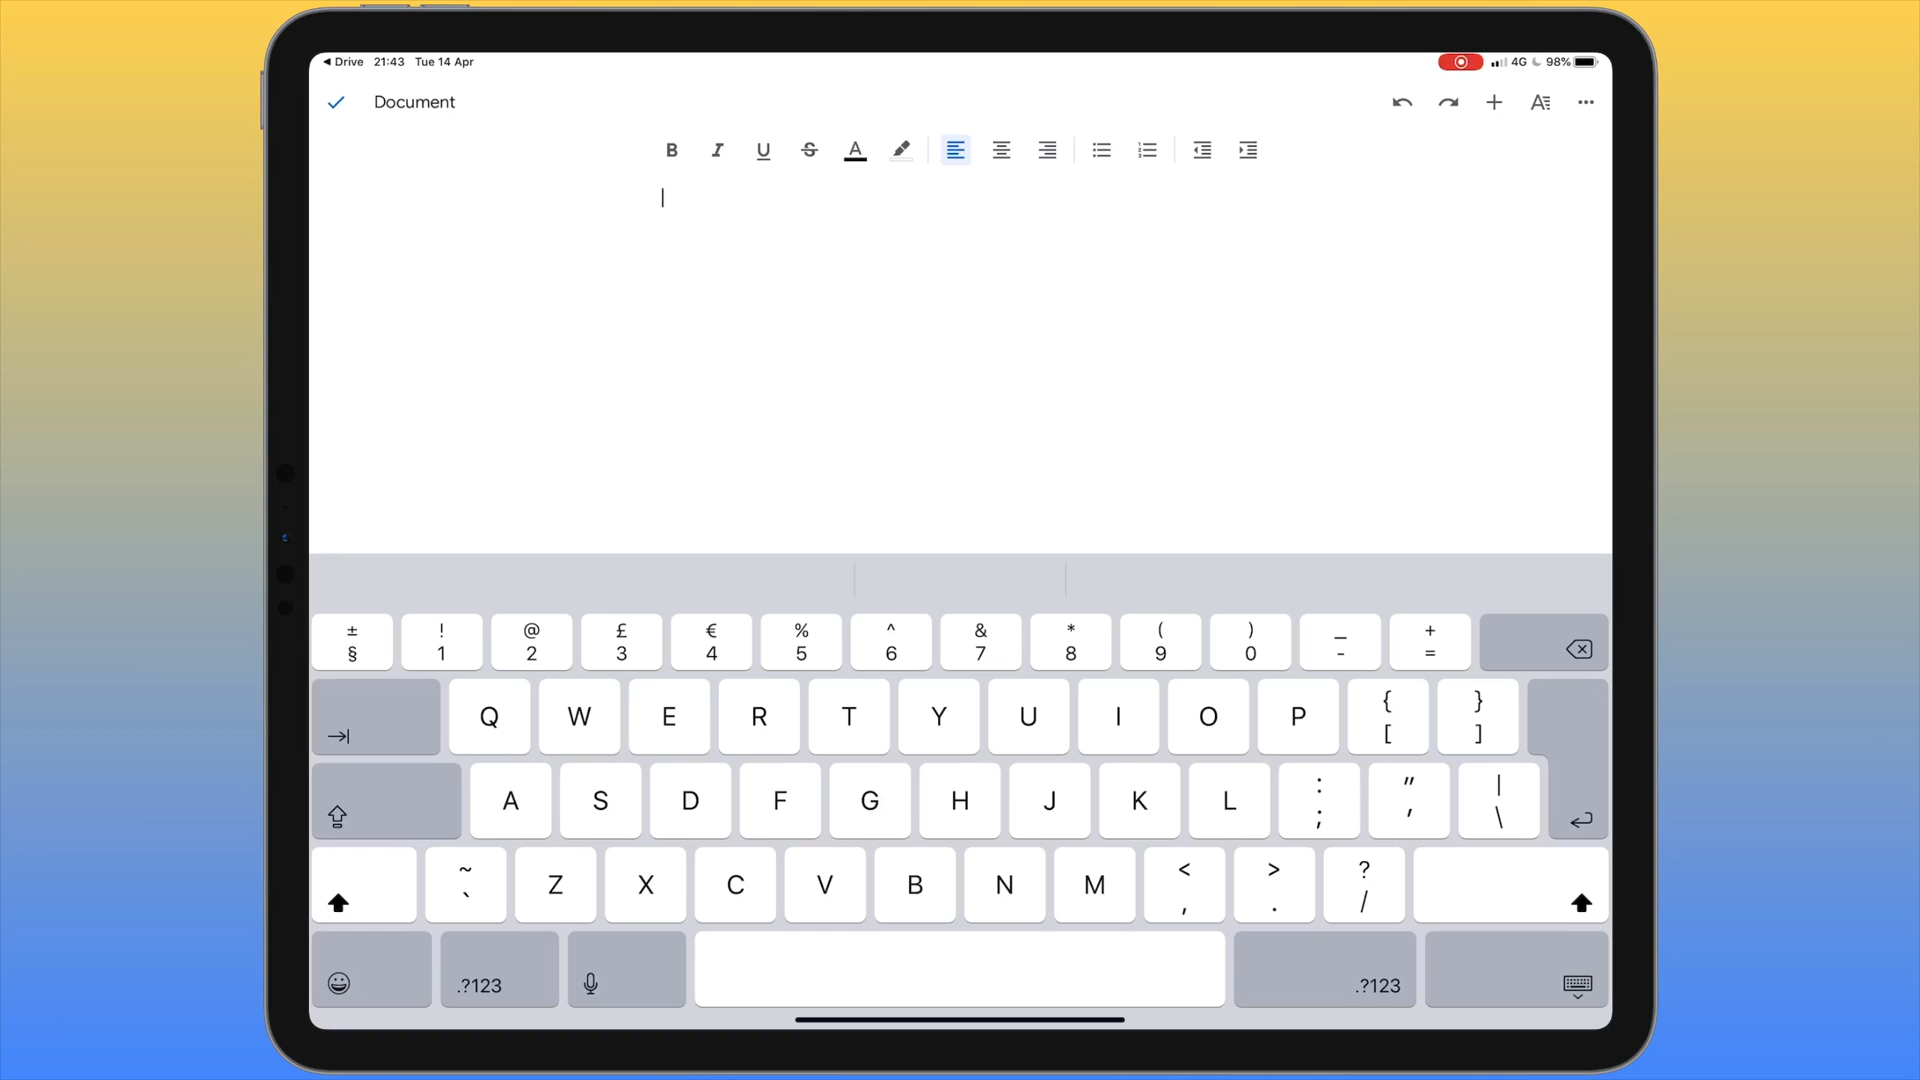 Drive 21:43 Tue 14 Apr 4G 98%
Document
B I U S A
± ! @ £ € % ^ & * ( ) _ +
§ 1 2 3 4 5 6 7 8 9 0 - =
Q W E R T Y U I O P { }
[ ]
A S D F G H J K L : " |
; ' \
~ Z X C V B N M < > ?
` , . /
.?123 .?123